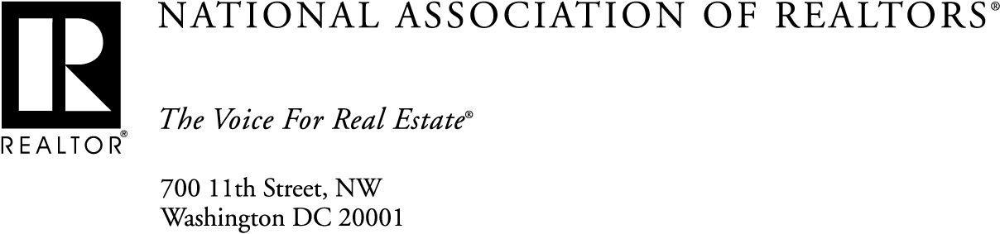 NATIONAL ASSOCIATION OF REALTORS®
The Voice For Real Estate®
R
REALTOR®
700 11th Street, NW
Washington DC 20001